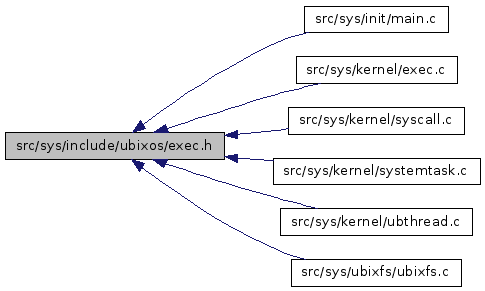 src/sys/init/main.c
src/sys/kernel/exec.c
src/sys/kernel/syscall.c
src/sys/include/ubixos/exec.h
src/sys/kernel/systemtask.c
src/sys/kernel/ubthread.c
src/sys/ubixfs/ubixfs.c